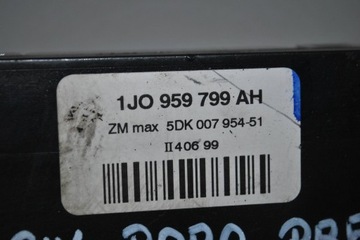 1JO 959 799 AH
ZM max 5DK 007 954-51
II 406 99